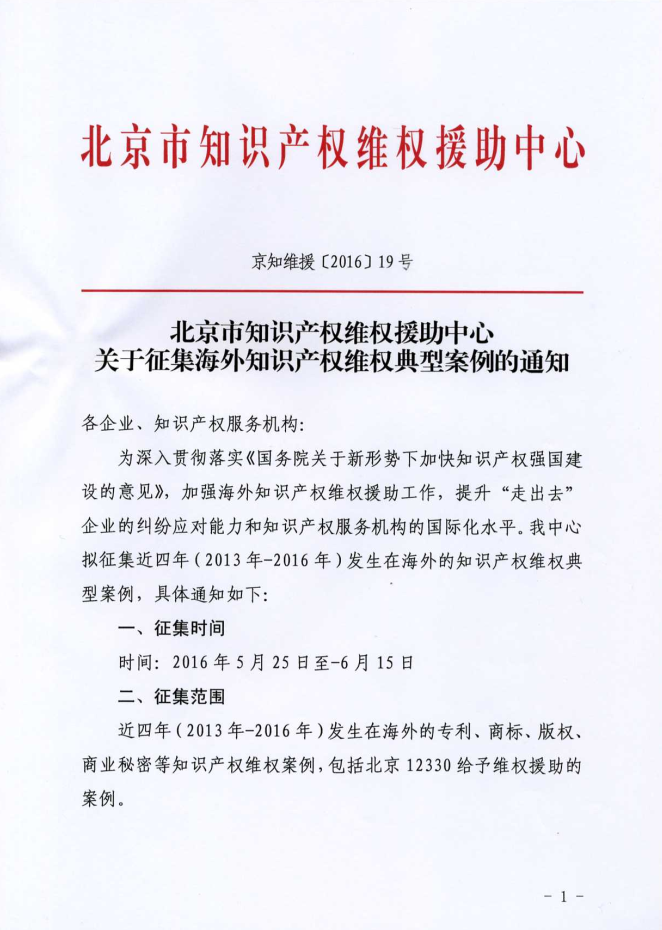 北京市知识产权维权援助中心
京知维援〔2016〕19号
北京市知识产权维权援助中心
关于征集海外知识产权维权典型案例的通知
各企业、知识产权服务机构:
为深入贯彻落实《国务院关于新形势下加快知识产权强国建
设的意见》，加强海外知识产权维权援助工作，提升“走出去”
企业的纠纷应对能力和知识产权服务机构的国际化水平。我中心
拟征集近四年(2013年-2016年)发生在海外的知识产权维权典
型案例，具体通知如下:
一、征集时间
时间: 2016年5月25日至-6月15日
二、征集范围
近四年(2013年-2016年)发生在海外的专利、商标、版权、
商业秘密等知识产权维权案例,包括北京12330给予维权援助的
案例。
- 1 -